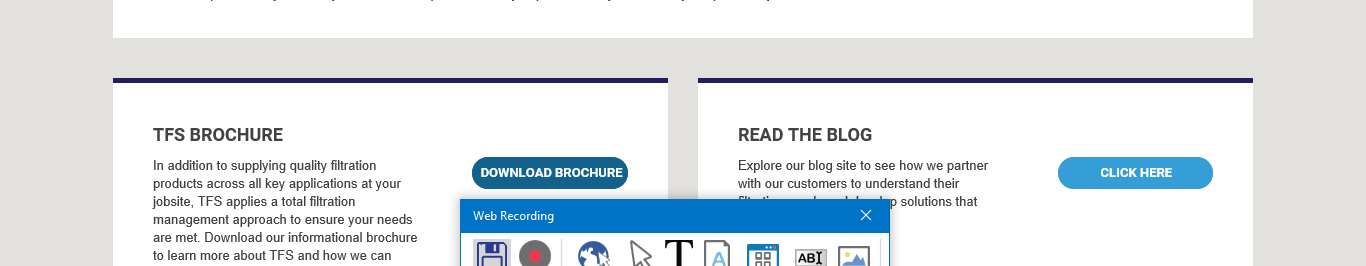 TFS BROCHURE
In addition to supplying quality filtration
products across all key applications at your
jobsite, TFS applies a total filtration
management approach to ensure your needs
are met. Download our informational brochure
to learn more about TFS and how we can
DOWNLOAD BROCHURE
READ THE BLOG
Explore our blog site to see how we partner
with our customers to understand their
solutions that
CLICK HERE
Web Recording
T
A
AB